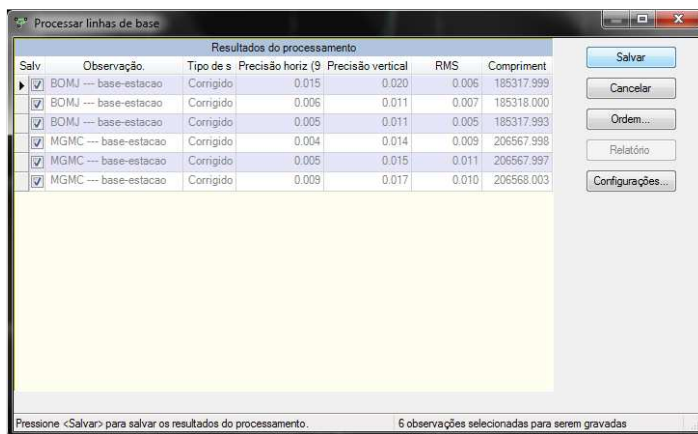 Processar linhas de base
Resultados do processamento
Salv Observação. Tipo de s Precisão horiz (9 Precisão vertical RMS Compriment
BOMJ --- base-estacao Corrigido 0.015 0.020 0.006 185317.999
BOMJ --- base-estacao Corrigido 0.006 0.011 0.007 185318.000
BOMJ --- base-estacao Corrigido 0.005 0.011 0.005 185317.993
MGMC --- base-estacao Corrigido 0.004 0.014 0.009 206567.998
MGMC --- base-estacao Corrigido 0.005 0.015 0.011 206567.997
MGMC --- base-estacao Corrigido 0.009 0.017 0.010 206568.003
Salvar
Cancelar
Ordem...
Relatório
Configurações...
Pressione <Salvar> para salvar os resultados do processamento. 6 observações selecionadas para serem gravadas